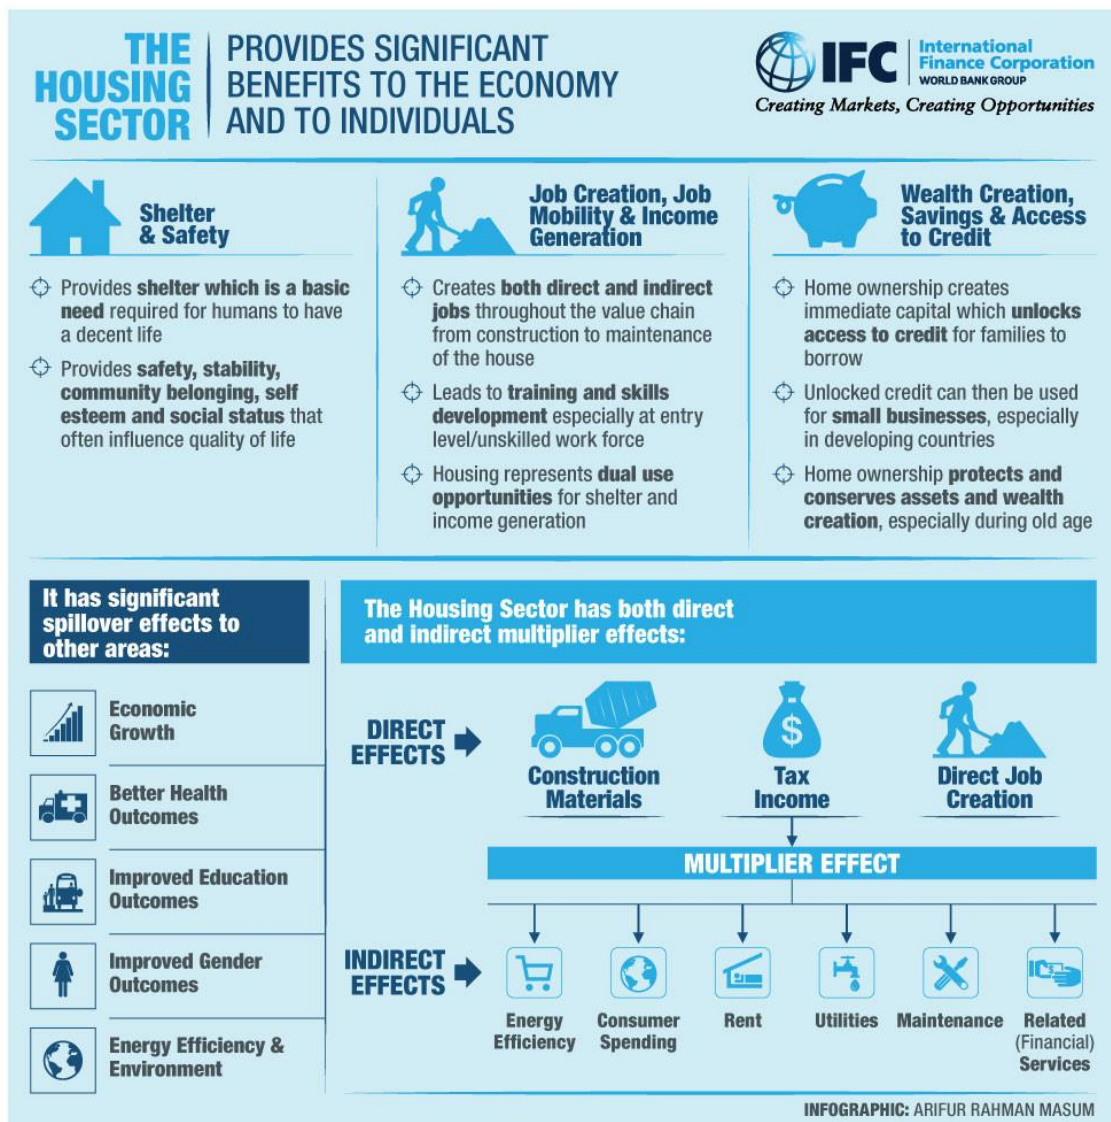 THE
HOUSING
SECTOR
PROVIDES SIGNIFICANT
BENEFITS TO THE ECONOMY
AND TO INDIVIDUALS
IFC
International
Finance Corporation
WORLD BANK GROUP
Creating Markets, Creating Opportunities
Shelter
& Safety
Provides shelter which is a basic
need required for humans to have
a decent life
Provides safety, stability,
community belonging, self
esteem and social status that
often influence quality of life
Job Creation, Job
Mobility & Income
Generation
Creates both direct and indirect
jobs throughout the value chain
from construction to maintenance
of the house
Leads to training and skills
development especially at entry
level/unskilled work force
Housing represents dual use
opportunities for shelter and
income generation
Wealth Creation,
Savings & Access
to Credit
Home ownership creates
immediate capital which unlocks
access to credit for families to
borrow
Unlocked credit can then be used
for small businesses, especially
in developing countries
Home ownership protects and
conserves assets and wealth
creation, especially during old age
It has significant
spillover effects to
other areas:
Economic
Growth
Better Health
Outcomes
Improved Education
Outcomes
Improved Gender
Outcomes
Energy Efficiency &
Environment
The Housing Sector has both direct
and indirect multiplier effects:
DIRECT
EFFECTS
Construction
Materials
$
Tax
Income
Direct Job
Creation
MULTIPLIER EFFECT
INDIRECT
EFFECTS
Energy
Efficiency
Consumer
Spending
Rent
Utilities
Maintenance
Related
(Financial)
Services
INFOGRAPHIC: ARIFUR RAHMAN MASUM